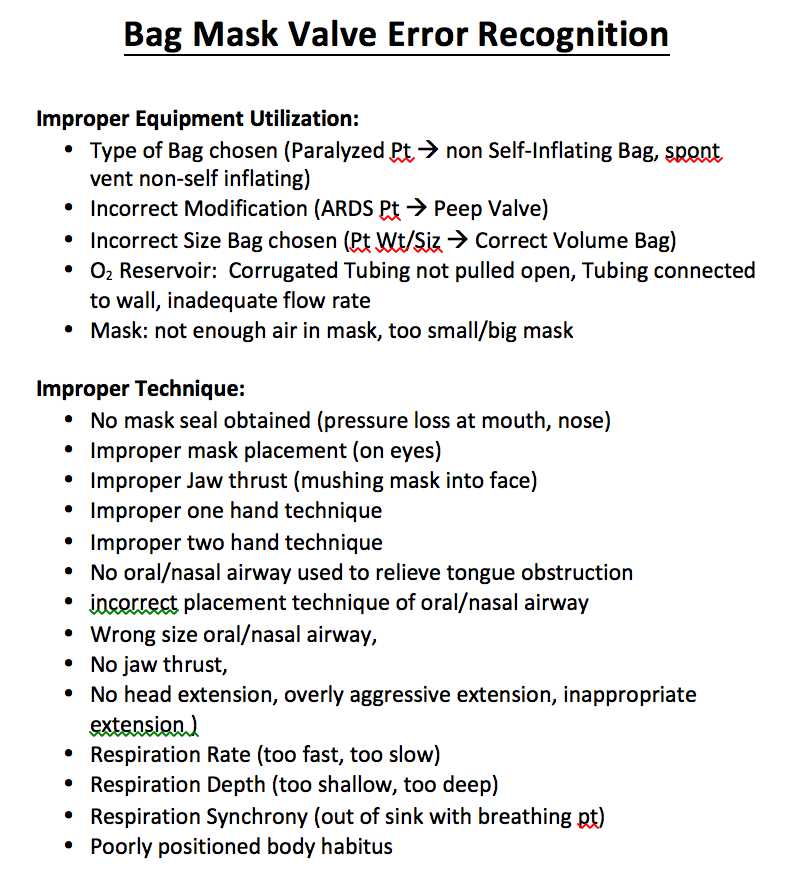 Bag Mask Valve Error Recognition
Improper Equipment Utilization:
• Type of Bag chosen (Paralyzed Pt → non Self-Inflating Bag, spont
vent non-self inflating)
• Incorrect Modification (ARDS Pt → Peep Valve)
• Incorrect Size Bag chosen (Pt Wt/Siz → Correct Volume Bag)
• O₂ Reservoir: Corrugated Tubing not pulled open, Tubing connected
to wall, inadequate flow rate
• Mask: not enough air in mask, too small/big mask
Improper Technique:
• No mask seal obtained (pressure loss at mouth, nose)
• Improper mask placement (on eyes)
• Improper Jaw thrust (mushing mask into face)
• Improper one hand technique
• Improper two hand technique
• No oral/nasal airway used to relieve tongue obstruction
• incorrect placement technique of oral/nasal airway
• Wrong size oral/nasal airway,
• No jaw thrust,
• No head extension, overly aggressive extension, inappropriate
extension )
• Respiration Rate (too fast, too slow)
• Respiration Depth (too shallow, too deep)
• Respiration Synchrony (out of sink with breathing pt)
• Poorly positioned body habitus